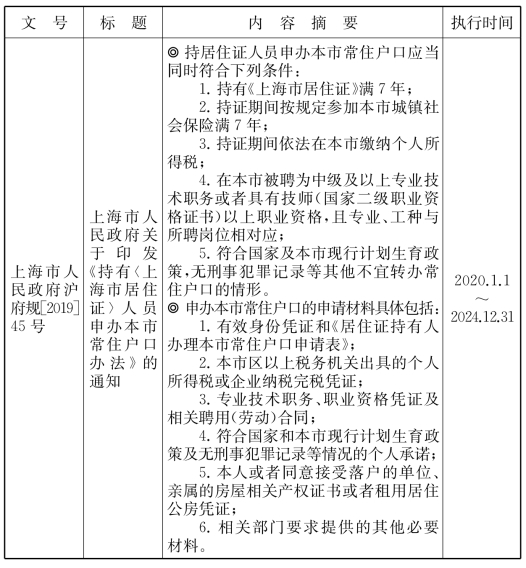 文 号
标 题
内 容 摘 要
执行时间
上海市人
民政府沪
府规[2019]
45 号
上海市人
民政府关
于印发
《持有〈上
海市居住
证〉人员
申办本市
常住户口
办法》的
通知
◎ 持居住证人员申办本市常住户口应当
同时符合下列条件:
1. 持有《上海市居住证》满 7 年;
2. 持证期间按规定参加本市城镇社
会保险满 7 年;
3. 持证期间依法在本市缴纳个人所
得税;
4. 在本市被聘为中级及以上专业技
术职务或者具有技师(国家二级职业资
格证书)以上职业资格,且专业、工种与
所聘岗位相对应;
5. 符合国家及本市现行计划生育政
策,无刑事犯罪记录等其他不宜转办常
住户口的情形。
◎ 申办本市常住户口的申请材料具体包括:
1. 有效身份凭证和《居住证持有人
办理本市常住户口申请表》;
2. 本市区以上税务机关出具的个人
所得税或企业纳税完税凭证;
3. 专业技术职务、职业资格凭证及
相关聘用(劳动)合同;
4. 符合国家和本市现行计划生育政
策及无刑事犯罪记录等情况的个人承诺;
5. 本人或者同意接受落户的单位、
亲属的房屋相关产权证书或者租用居住
公房凭证;
6. 相关部门要求提供的其他必要
材料。
2020.1.1
～
2024.12.31